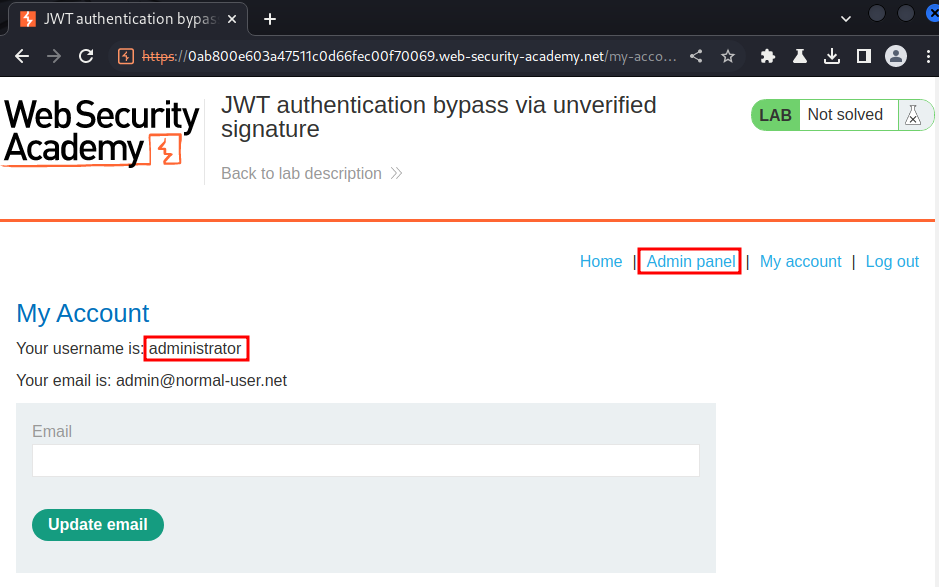 JWT authentication bypas
https://0ab800e603a47511c0d66fec00f70069.web-security-academy.net/my-acco...
WebSecurity
Academy
JWT authentication bypass via unverified
signature
Back to lab description
LAB Not solved
Home | Admin panel | My account | Log out
My Account
Your username is: administrator
Your email is: admin@normal-user.net
Email
Update email